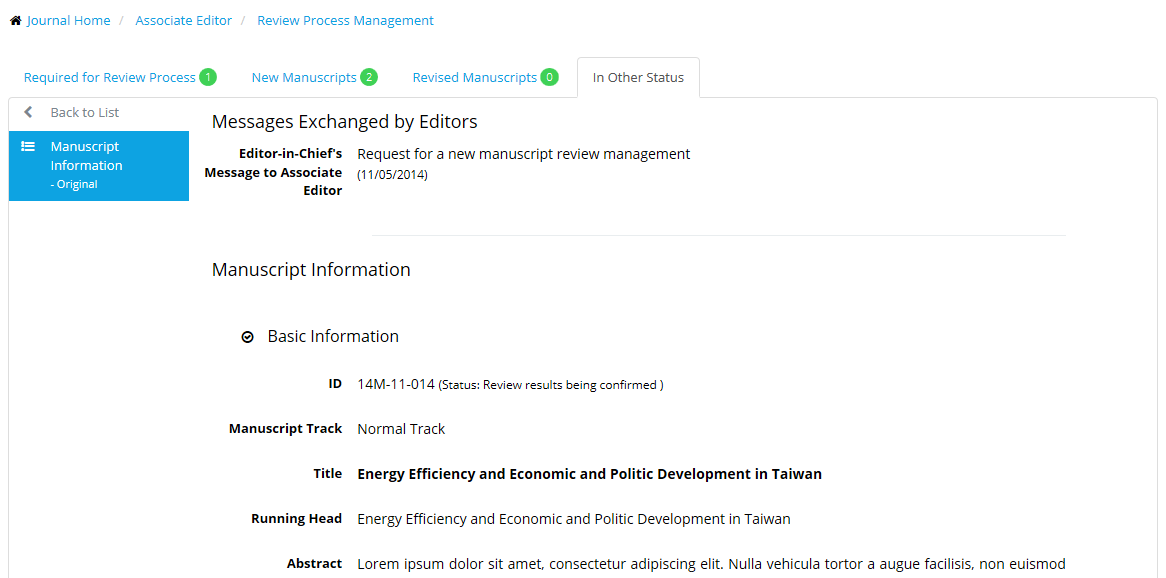 Journal Home / Associate Editor / Review Process Management
Required for Review Process 1 New Manuscripts 2 Revised Manuscripts 0 In Other Status
Back to List
Manuscript
Information
- Original
Messages Exchanged by Editors
Editor-in-Chief's
Message to Associate
Editor
Request for a new manuscript review management
(11/05/2014)
Manuscript Information
Basic Information
ID 14M-11-014 (Status: Review results being confirmed )
Manuscript Track Normal Track
Title Energy Efficiency and Economic and Politic Development in Taiwan
Running Head Energy Efficiency and Economic and Politic Development in Taiwan
Abstract Lorem ipsum dolor sit amet, consectetur adipiscing elit. Nulla vehicula tortor a augue facilisis, non euismod